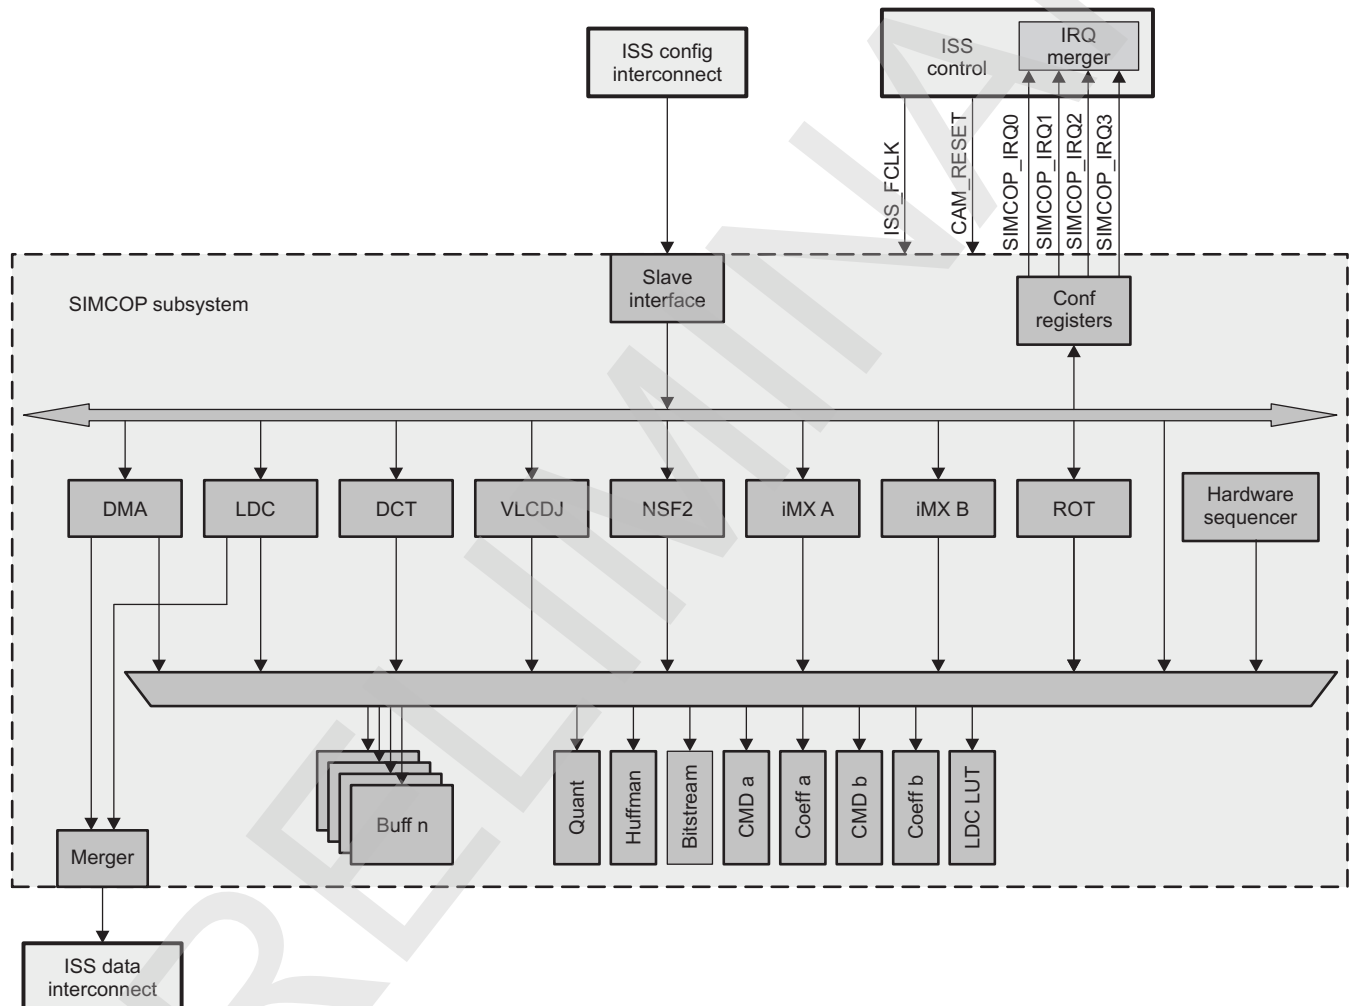 ISS config
interconnect
ISS
control
IRQ
merger
ISS_FCLK
CAM_RESET
SIMCOP_IRQ0
SIMCOP_IRQ1
SIMCOP_IRQ2
SIMCOP_IRQ3
SIMCOP subsystem
Slave
interface
Conf
registers
DMA
LDC
DCT
VLCDJ
NSF2
iMX A
iMX B
ROT
Hardware
sequencer
Buff n
Quant
Huffman
Bitstream
CMD a
Coeff a
CMD b
Coeff b
LDC LUT
Merger
ISS data
interconnect